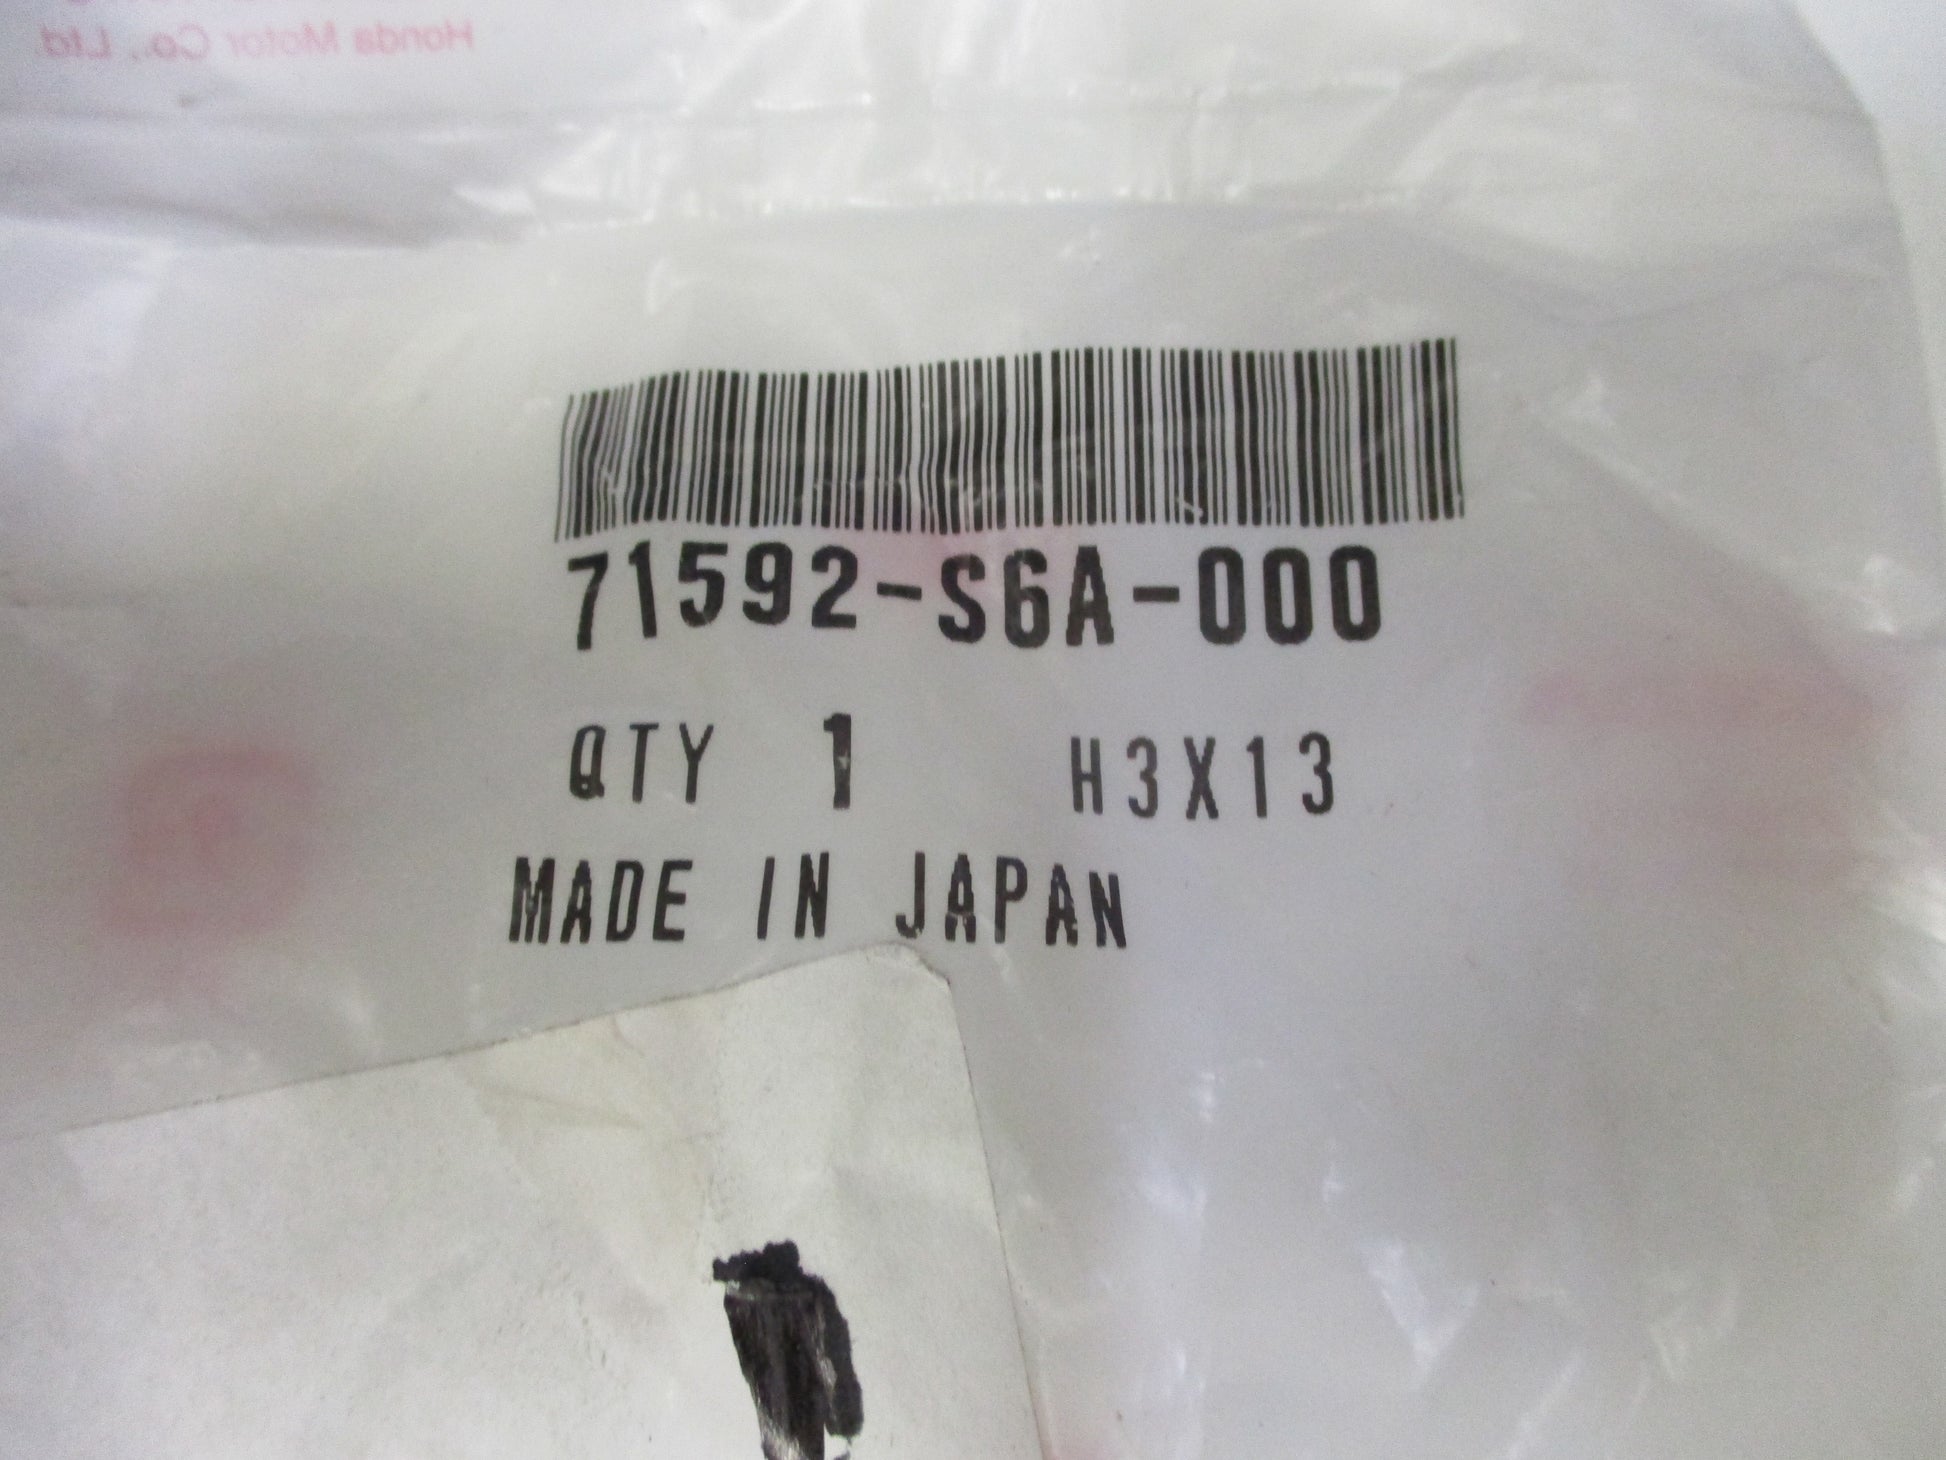 Honda Motor Co., Ltd.
71592-S6A-000
QTY 1 H3X13
MADE IN JAPAN